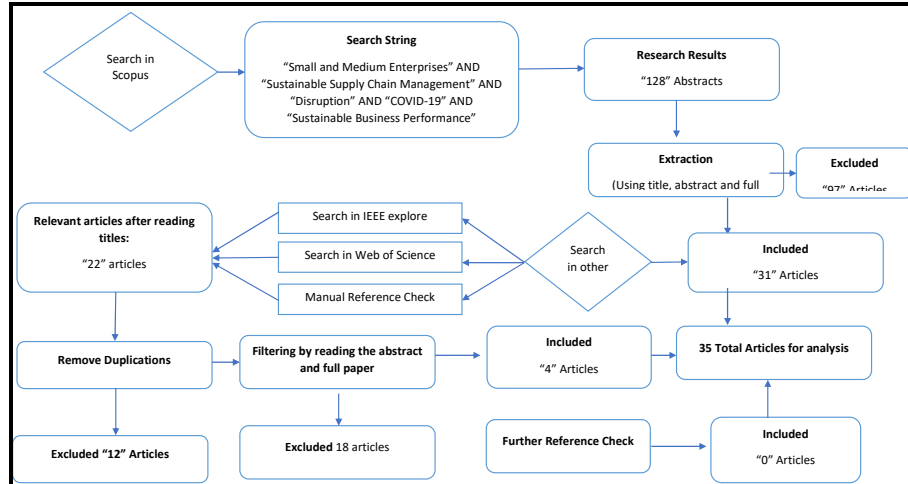 Search in
Scopus
Search String
“Small and Medium Enterprises” AND
“Sustainable Supply Chain Management” AND
“Disruption” AND “COVID-19” AND
“Sustainable Business Performance”
Research Results
“128” Abstracts
Extraction
(Using title, abstract and full
Excluded
“97” Articles
Relevant articles after reading
titles:
“22” articles
Search in IEEE explore
Search in Web of Science
Manual Reference Check
Search
in other
Included
“31” Articles
Remove Duplications
Filtering by reading the abstract
and full paper
Included
“4” Articles
35 Total Articles for analysis
Excluded “12” Articles
Excluded 18 articles
Further Reference Check
Included
“0” Articles